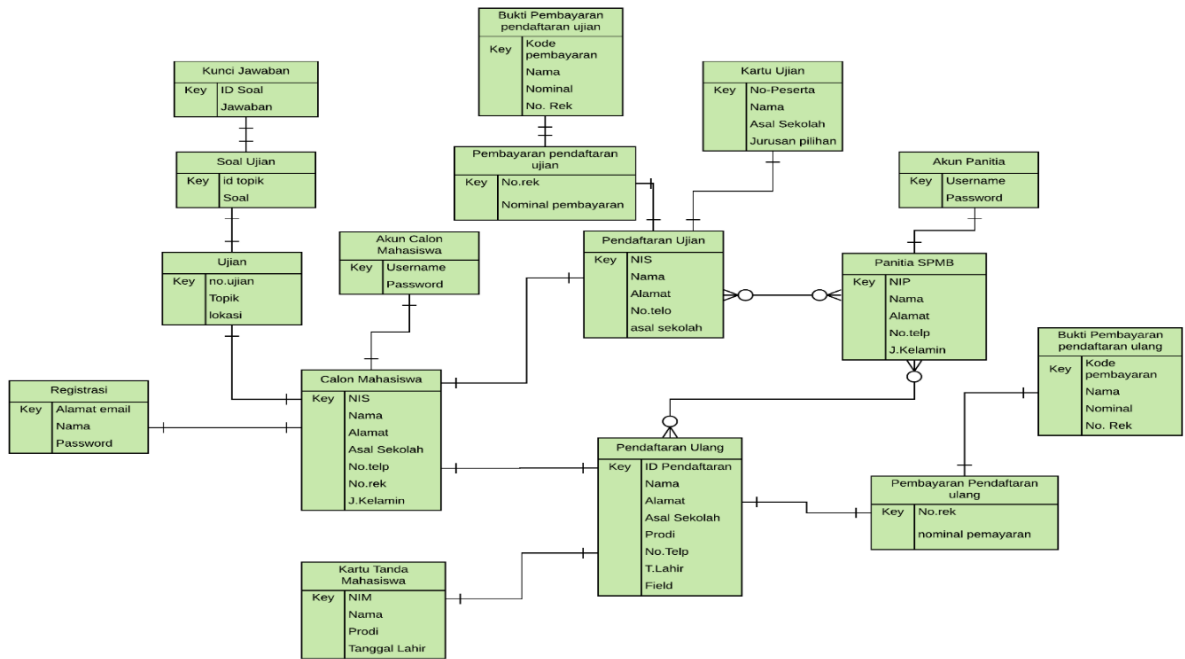 Bukti Pembayaran
pendaftaran ujian
Key Kode
pembayaran
Nama
Nominal
No. Rek
Kunci Jawaban
Key ID Soal
Jawaban
Kartu Ujian
Key No-Peserta
Nama
Asal Sekolah
Jurusan pilihan
Soal Ujian
Key id topik
Soal
Pembayaran pendaftaran
ujian
Key No.rek
Nominal pembayaran
Akun Panitia
Key Username
Password
Ujian
Key no.ujian
Topik
lokasi
Akun Calon
Mahasiswa
Key Username
Password
Pendaftaran Ujian
Key NIS
Nama
Alamat
No.telo
asal sekolah
Panitia SPMB
Key NIP
Nama
Alamat
No.telp
J.Kelamin
Bukti Pembayaran
pendaftaran ulang
Key Kode
pembayaran
Nama
Nominal
No. Rek
Registrasi
Key Alamat email
Nama
Password
Calon Mahasiswa
Key NIS
Nama
Alamat
Asal Sekolah
No.telp
No.rek
J.Kelamin
Pendaftaran Ulang
Key ID Pendaftaran
Nama
Alamat
Asal Sekolah
Prodi
No.Telp
T.Lahir
Field
Pembayaran Pendaftaran
ulang
Key No.rek
nominal pemayaran
Kartu Tanda
Mahasiswa
Key NIM
Nama
Prodi
Tanggal Lahir